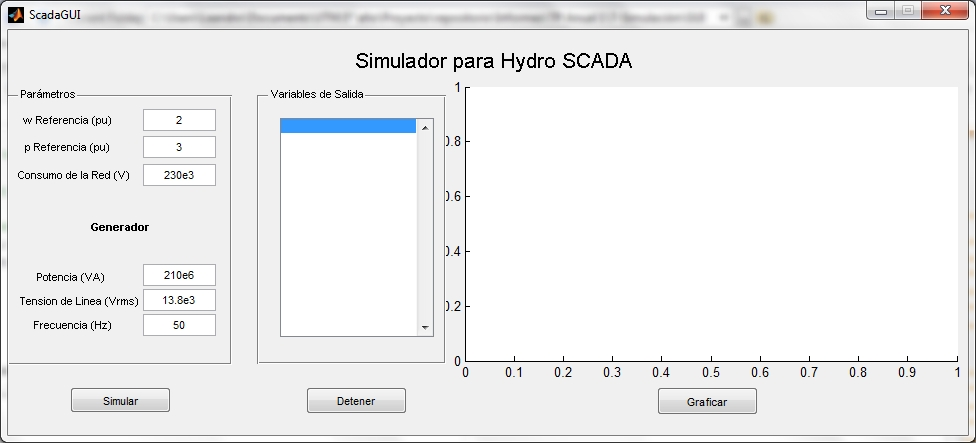 ScadaGUI
Simulador para Hydro SCADA
Parámetros
w Referencia (pu) 2
p Referencia (pu) 3
Consumo de la Red (V) 230e3
Generador
Potencia (VA) 210e6
Tension de Linea (Vrms) 13.8e3
Frecuencia (Hz) 50
Variables de Salida
1
0.8
0.6
0.4
0.2
0
0 0.1 0.2 0.3 0.4 0.5 0.6 0.7 0.8 0.9 1
Simular Detener Graficar